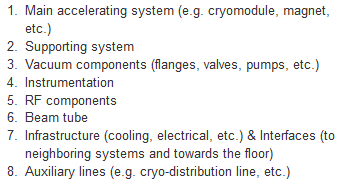 1. Main accelerating system (e.g. cryomodule, magnet,
etc.)
2. Supporting system
3. Vacuum components (flanges, valves, pumps, etc.)
4. Instrumentation
5. RF components
6. Beam tube
7. Infrastructure (cooling, electrical, etc.) & Interfaces (to
neighboring systems and towards the floor)
8. Auxiliary lines (e.g. cryo-distribution line, etc.)